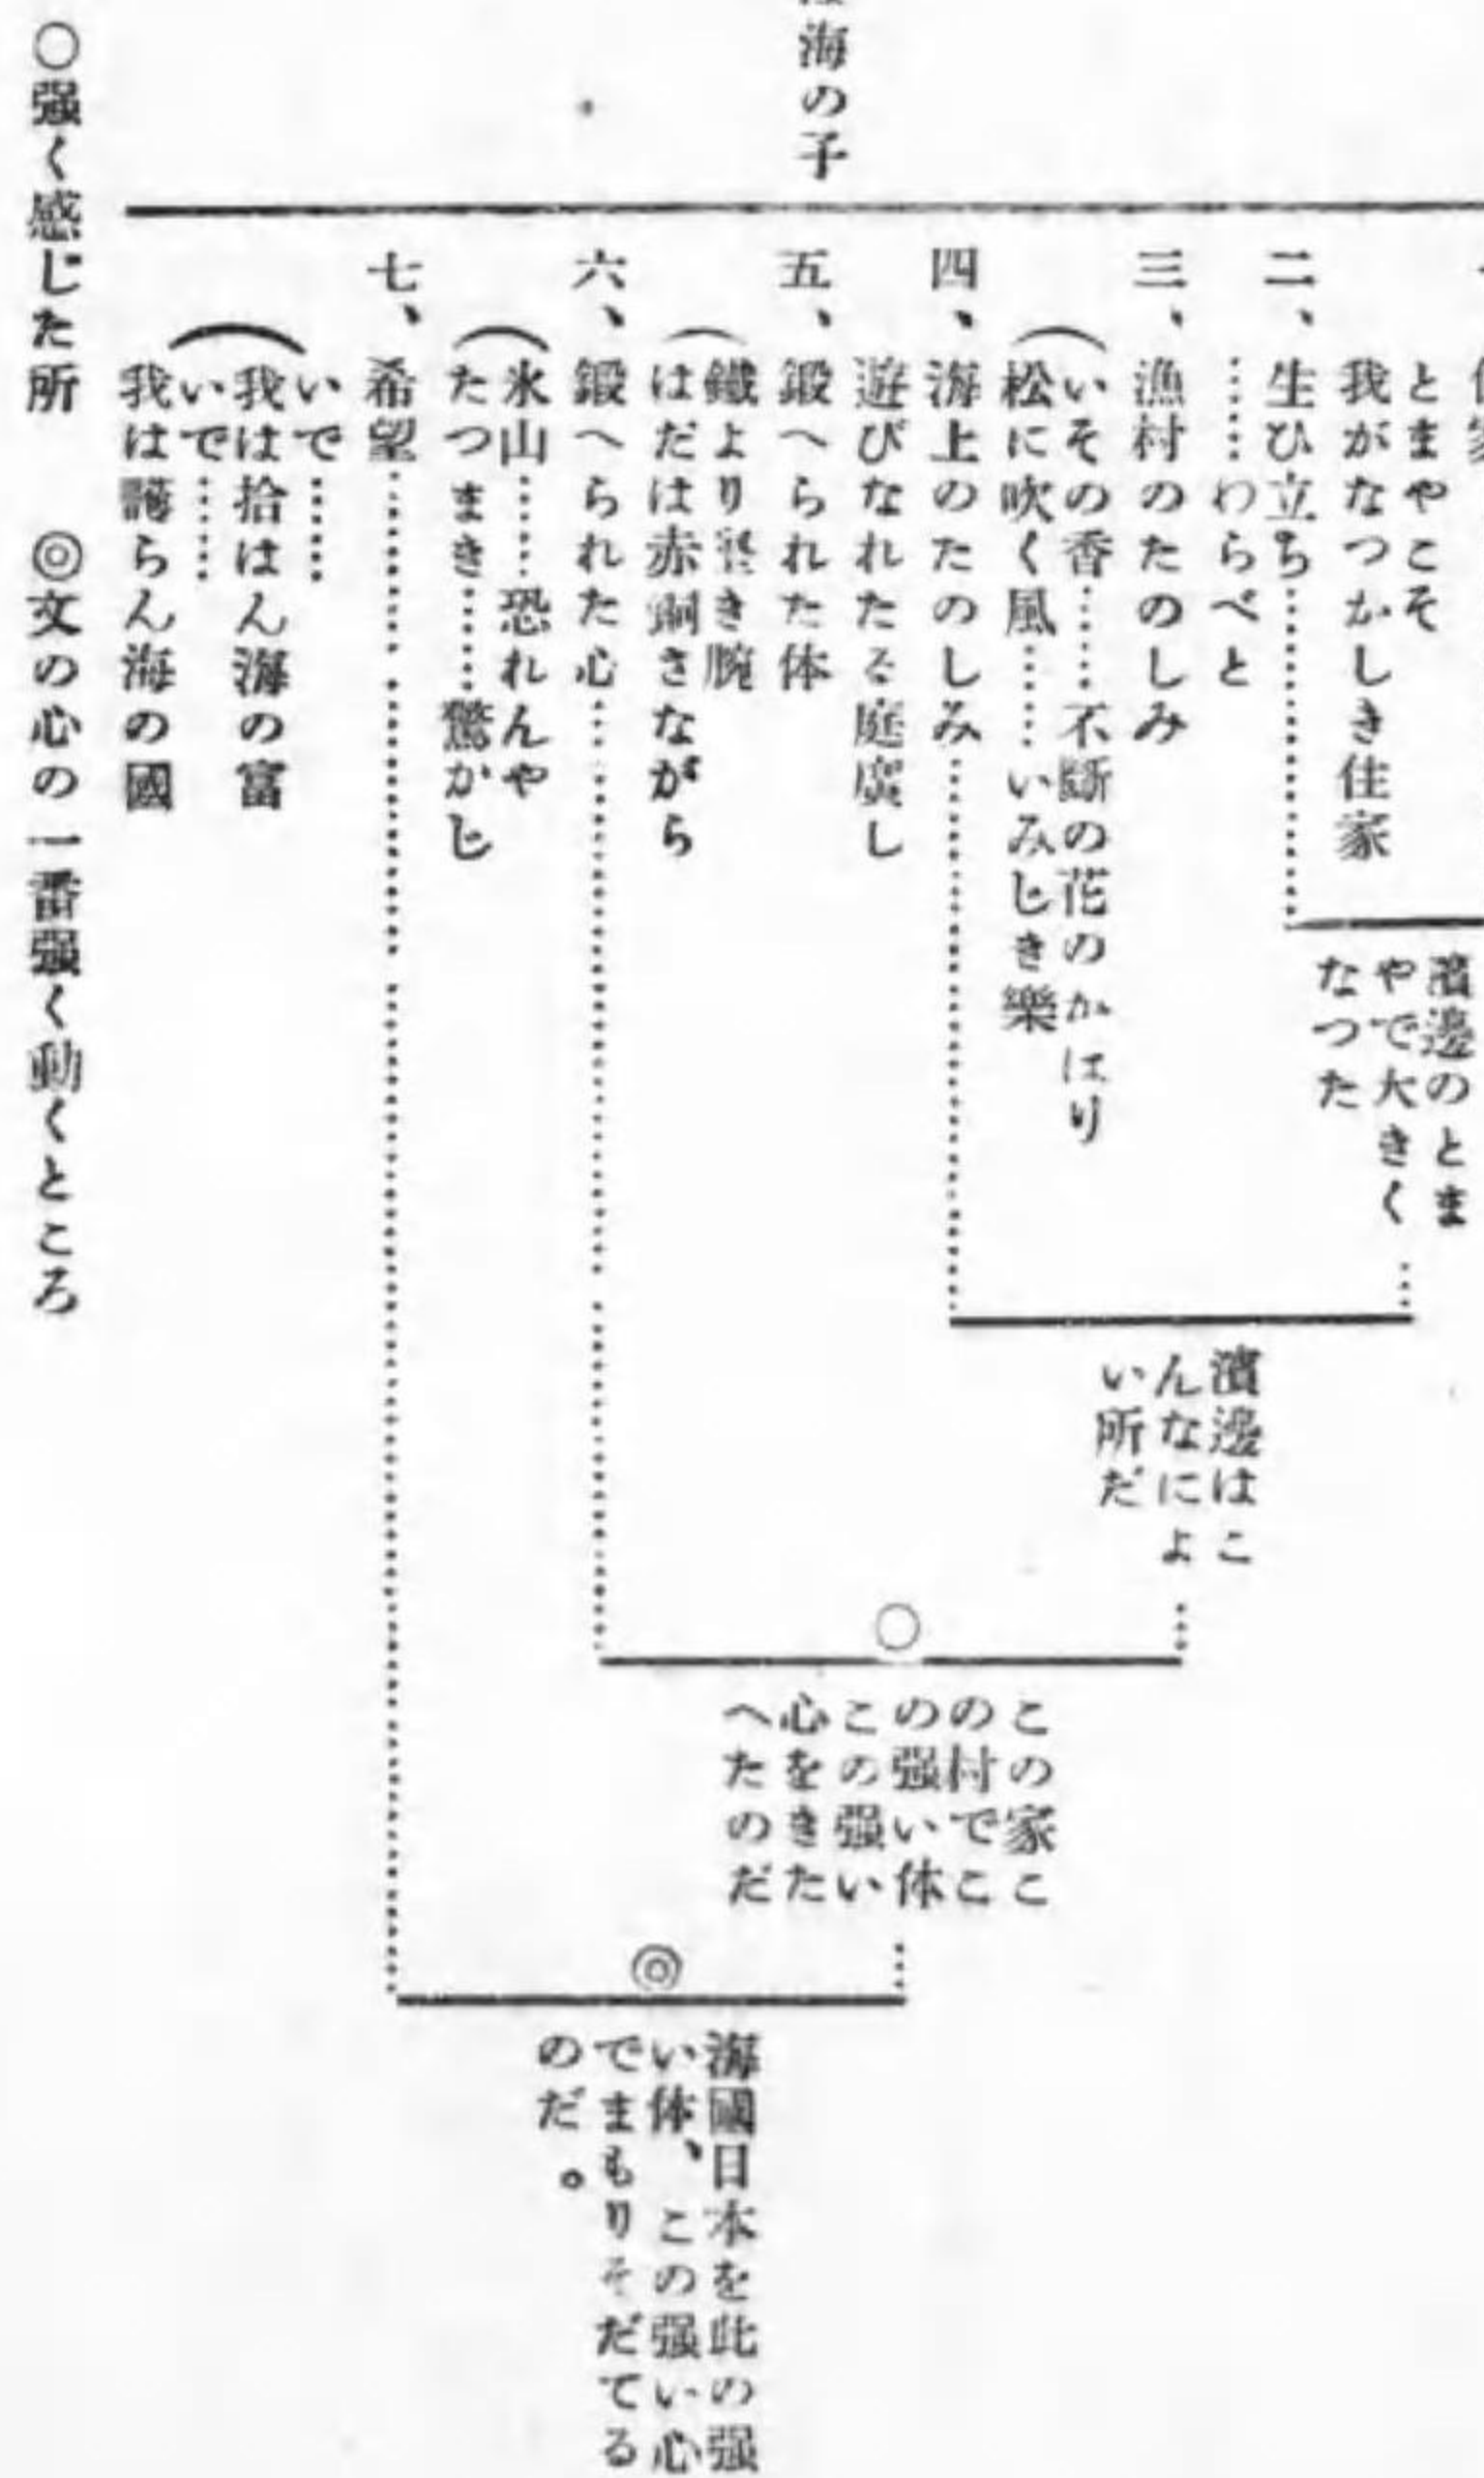 海の子
とまやこそ
我がなつかしき住家
二、生ひ立ち…………
……わらべと
三、漁村のたのしみ
いその香……不斷の花のかはり
松に吹く風……いみじき樂
四、海上のたのしみ…………
遊びなれたる庭廣し
五、鍛へられた体
鐵より堅き腕
はだは赤銅さながら
六、鍛へられた心…………
氷山……恐れんや
たつまき……驚かじ
七、希望…………
いで……
我は拾はん海の富
いで……
我は護らん海の國
濱邊のとま
やで大きく
なつた
濱邊はこ
んなによ
い所だ
○
この家こ
の村でこ
の强い体
この强い
心をきた
へたのだ
◎
海國日本を此の强
い体、この强い心
でまもりそだてる
のだ。
○强く感じた所 ◎文の心の一番强く動くところ